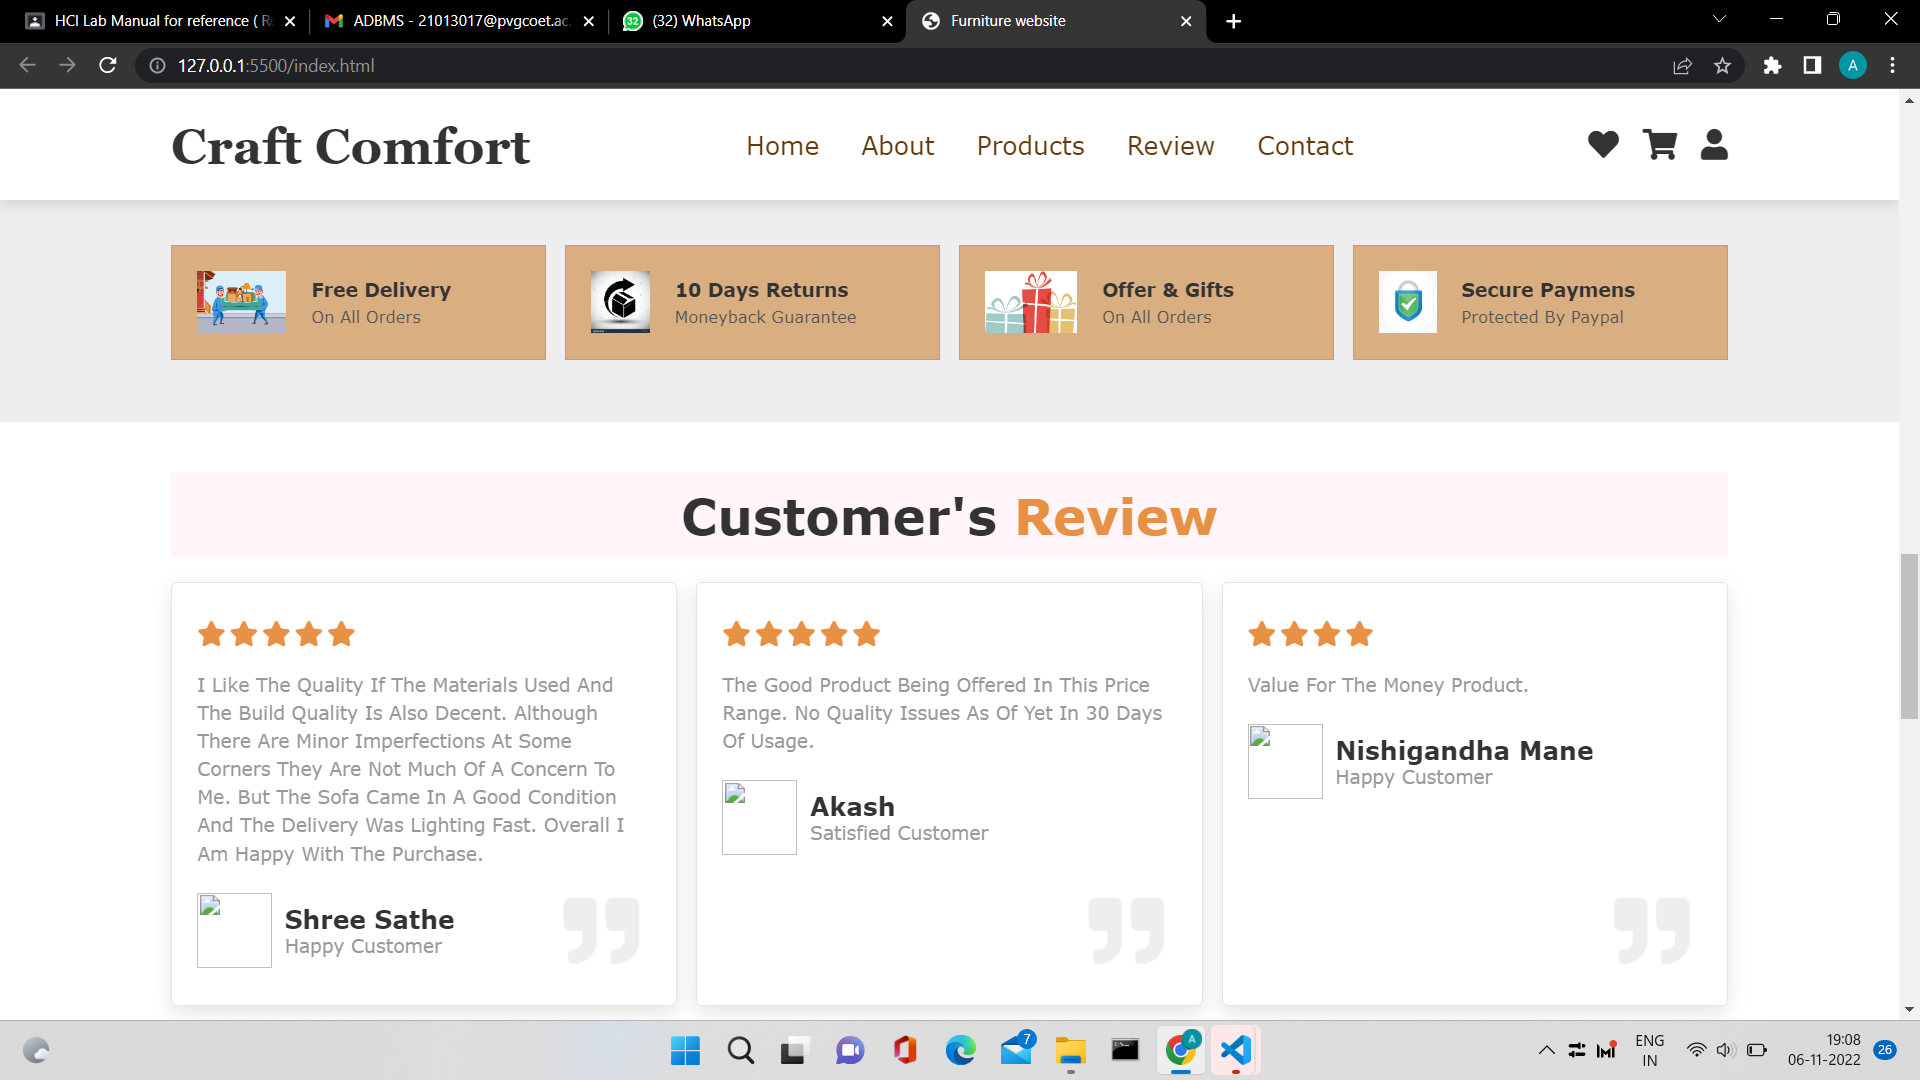 HCI Lab Manual for reference ( Re
ADBMS - 21013017@pvgcoet.ac.
(32) WhatsApp
Furniture website
127.0.0.1:5500/index.html
A
Craft Comfort
Home About Products Review Contact
Free Delivery
On All Orders
10 Days Returns
Moneyback Guarantee
Offer & Gifts
On All Orders
Secure Paymens
Protected By Paypal
Customer's Review
I Like The Quality If The Materials Used And
The Build Quality Is Also Decent. Although
There Are Minor Imperfections At Some
Corners They Are Not Much Of A Concern To
Me. But The Sofa Came In A Good Condition
And The Delivery Was Lighting Fast. Overall I
Am Happy With The Purchase.
Shree Sathe
Happy Customer
The Good Product Being Offered In This Price
Range. No Quality Issues As Of Yet In 30 Days
Of Usage.
Akash
Satisfied Customer
Value For The Money Product.
Nishigandha Mane
Happy Customer
7
A
ENG
IN
19:08
06-11-2022
26